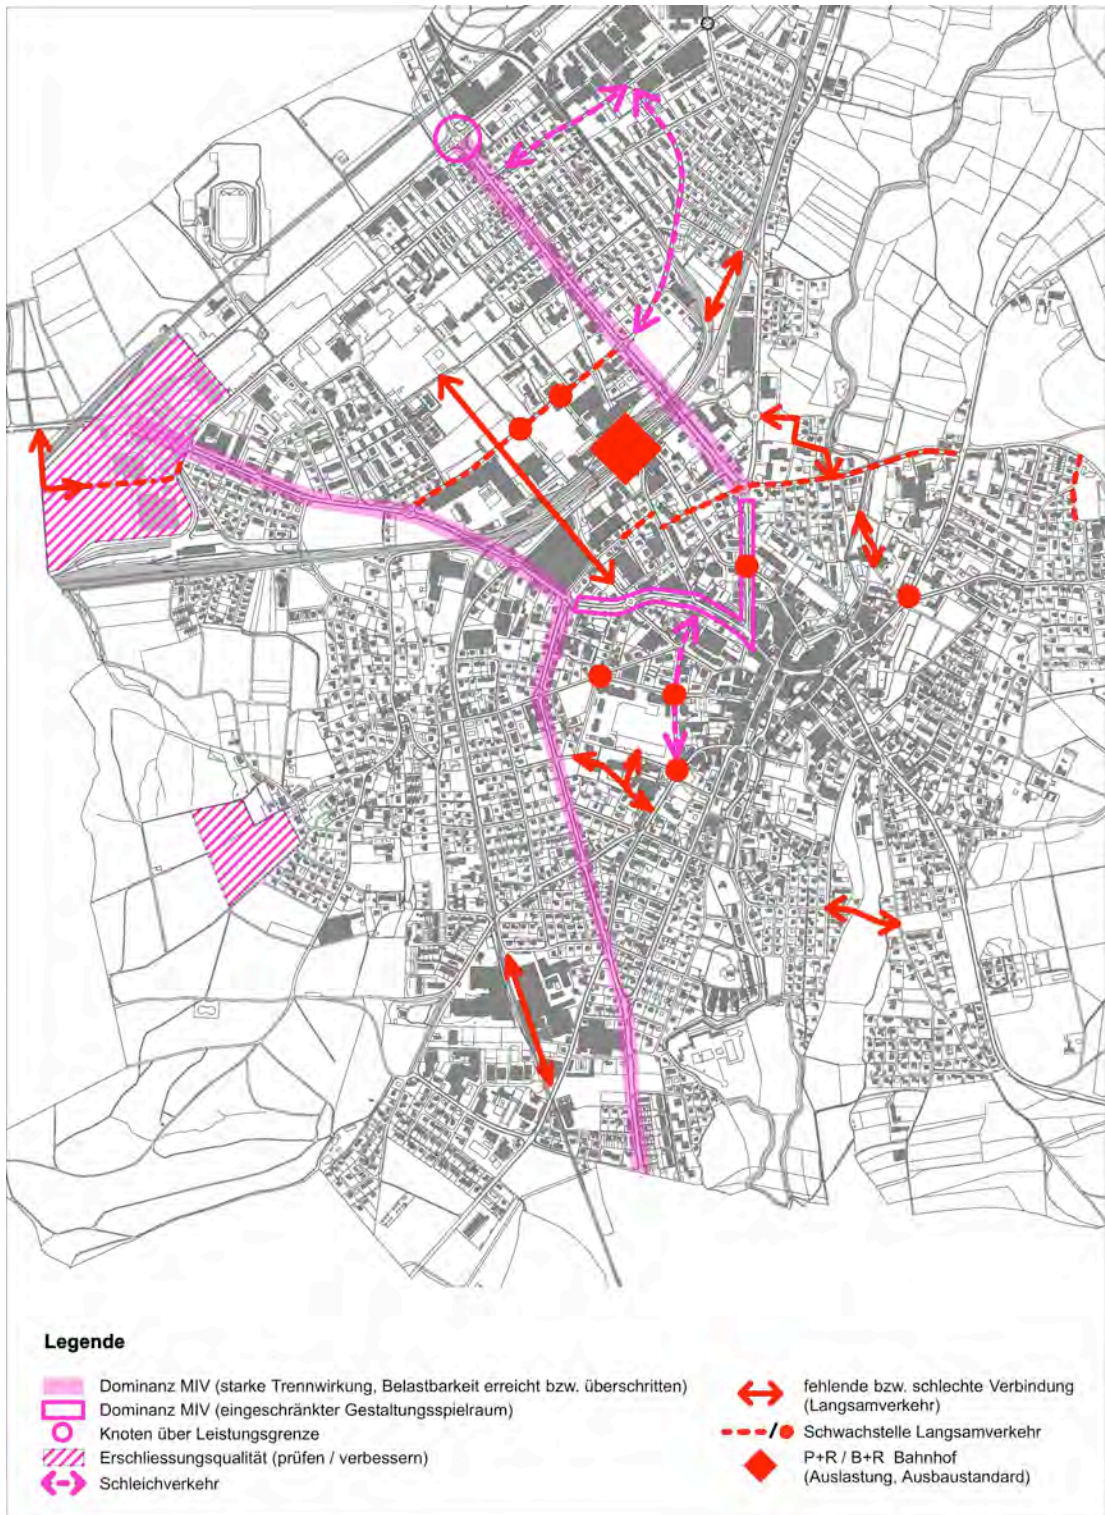 Legende
Dominanz MIV (starke Trennwirkung, Belastbarkeit erreicht bzw. überschritten)
Dominanz MIV (eingeschränkter Gestaltungsspielraum)
Knoten über Leistungsgrenze
Erschliessungsqualität (prüfen / verbessern)
Schleichverkehr
fehlende bzw. schlechte Verbindung
(Langsamverkehr)
Schwachstelle Langsamverkehr
P+R / B+R Bahnhof
(Auslastung, Ausbaustandard)